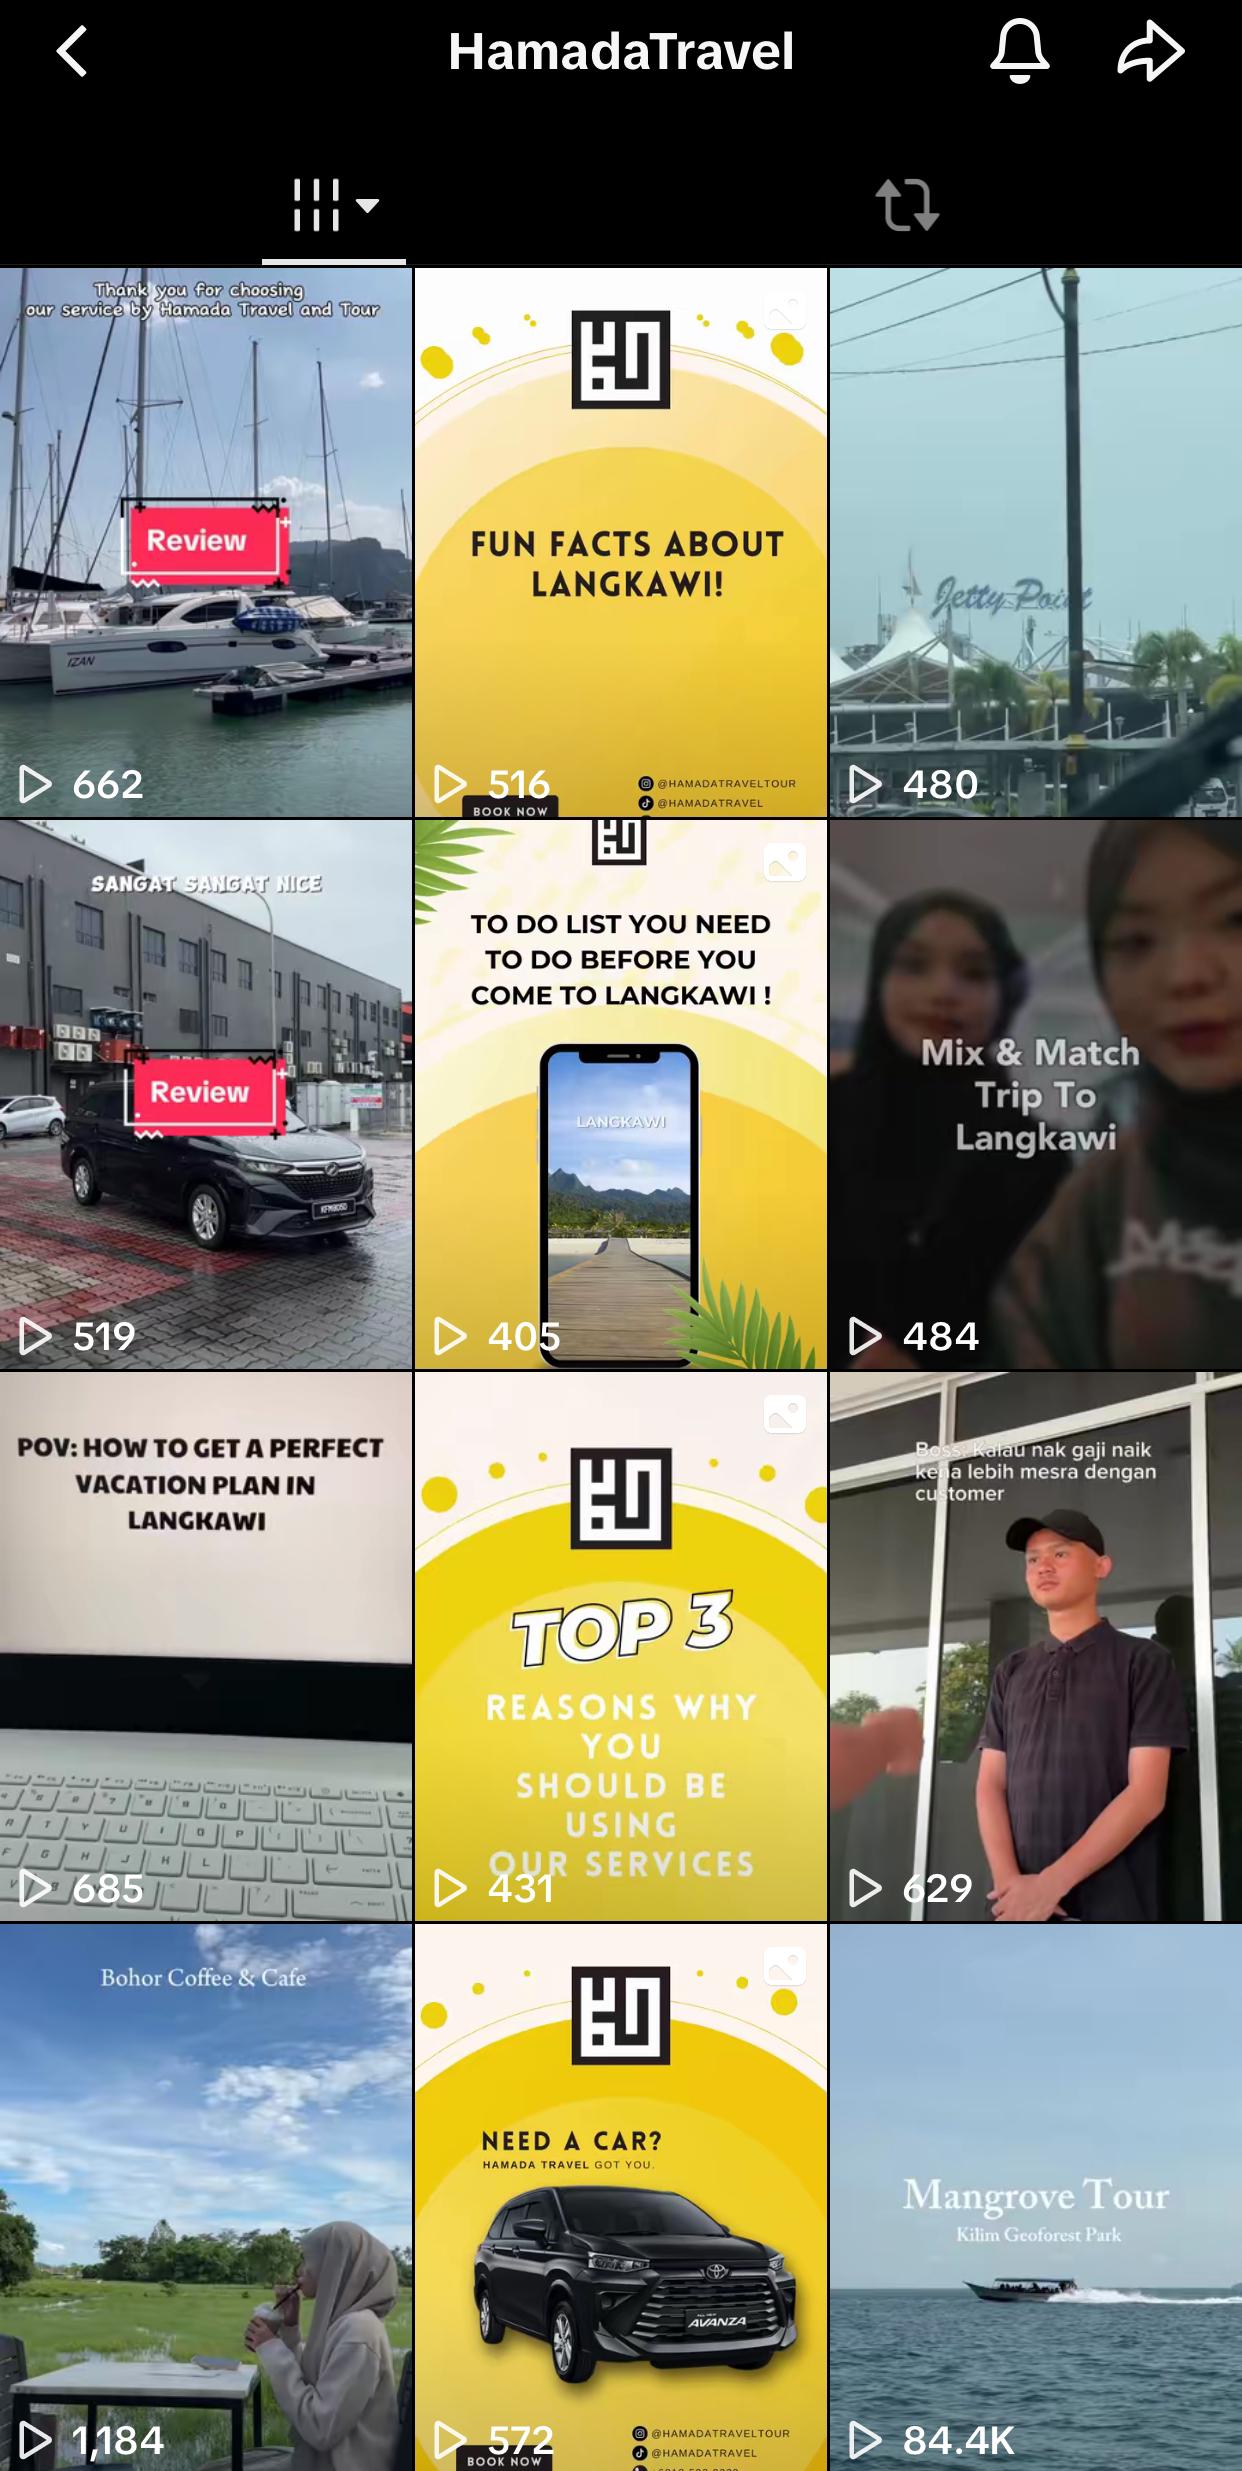 HamadaTravel
Thank you for choosing
our service by Hamada Travel and Tour
Review
IZAN
662
FUN FACTS ABOUT
LANGKAWI!
516
BOOK NOW
@HAMADATRAVELTOUR
@HAMADATRAVEL
Jetty Point
480
SANGAT SANGAT NICE
Review
519
TO DO LIST YOU NEED
TO DO BEFORE YOU
COME TO LANGKAWI !
LANGKAWI
405
Mix & Match
Trip To
Langkawi
484
POV: HOW TO GET A PERFECT
VACATION PLAN IN
LANGKAWI
685
TOP 3
REASONS WHY
YOU
SHOULD BE
USING
OUR SERVICES
431
Boss: Kalau nak gaji naik
kena lebih mesra dengan
customer
629
Bohor Coffee & Cafe
1,184
NEED A CAR?
HAMADA TRAVEL GOT YOU.
AVANZA
572
BOOK NOW
@HAMADATRAVELTOUR
@HAMADATRAVEL
Mangrove Tour
Kilim Geoforest Park
84.4K